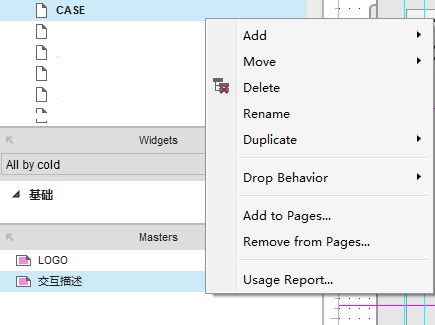 CASE
Add
Move
Delete
Rename
Duplicate
Drop Behavior
Add to Pages...
Remove from Pages...
Usage Report...
Widgets
All by cold
基础
Masters
LOGO
交互描述